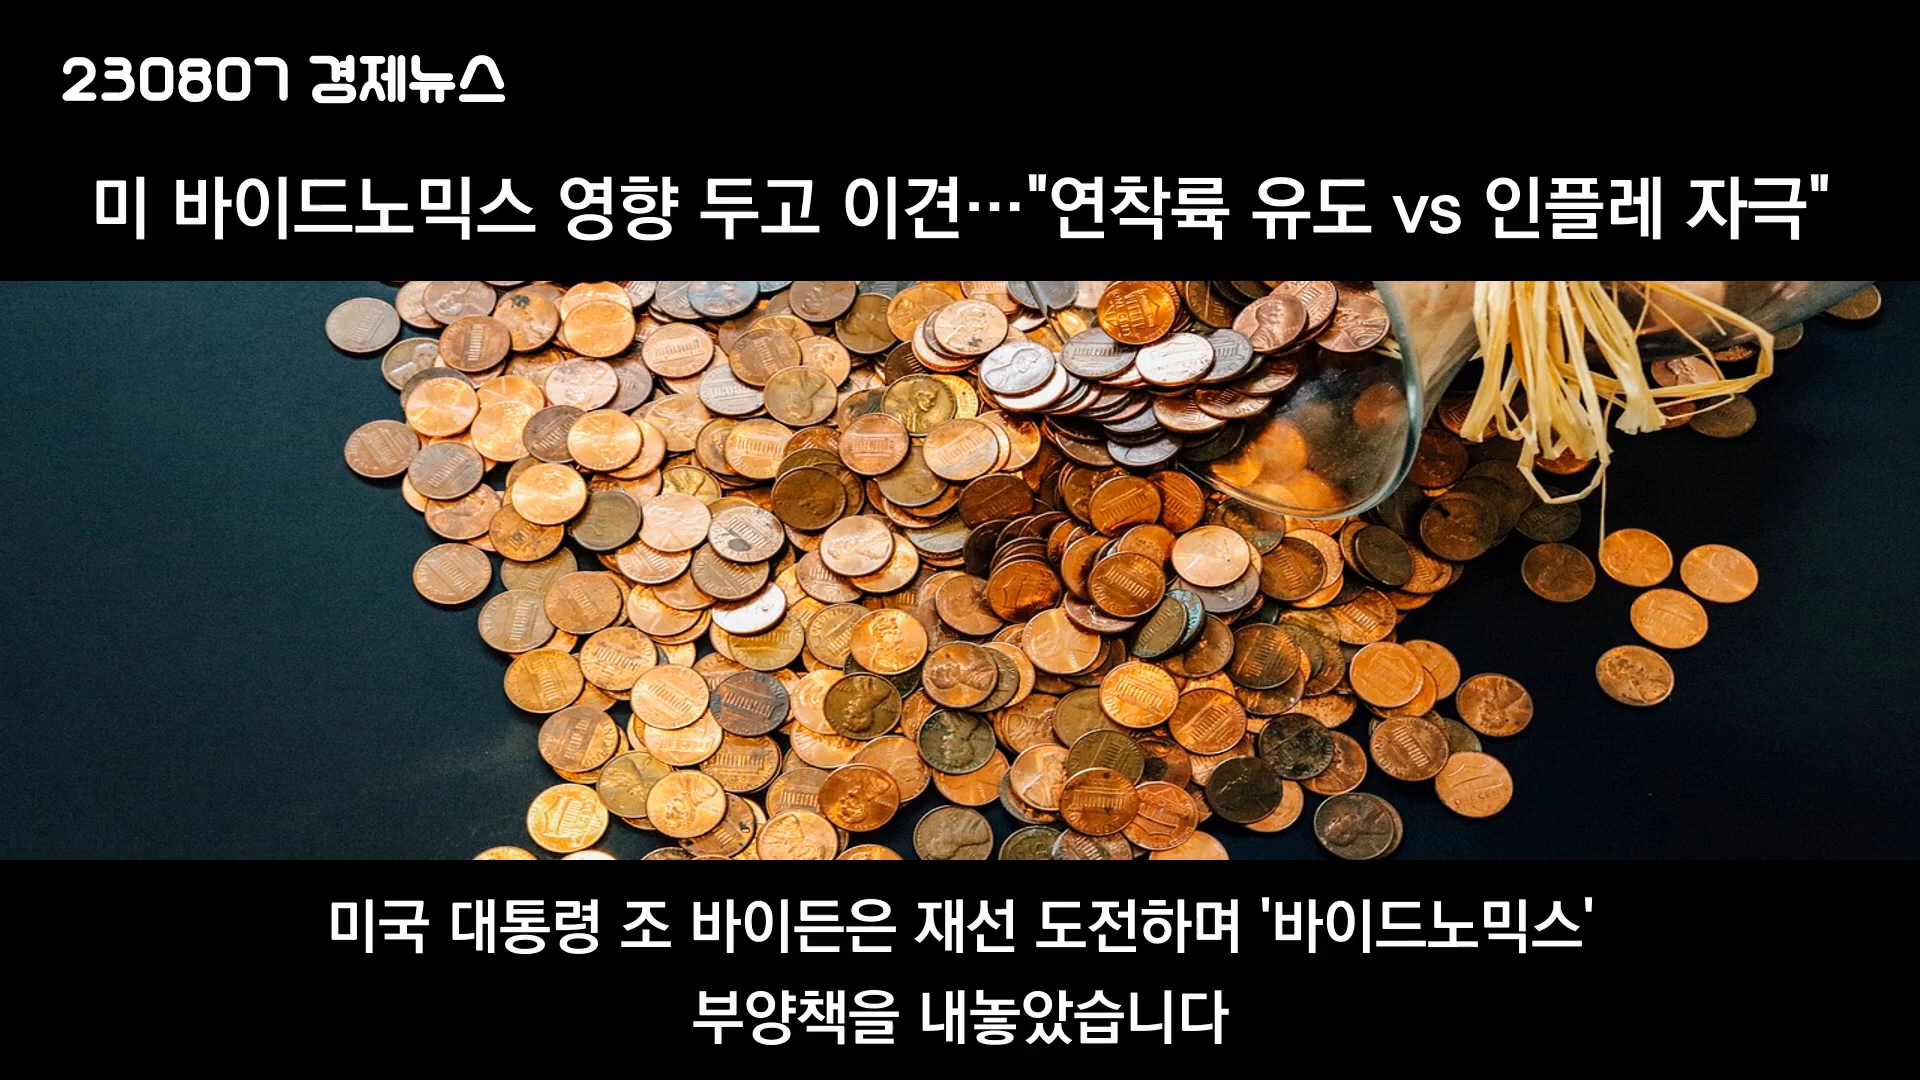 230807 경제뉴스
미 바이드노믹스 영향 두고 이견…"연착륙 유도 vs 인플레 자극"
미국 대통령 조 바이든은 재선 도전하며 '바이드노믹스'
부양책을 내놓았습니다